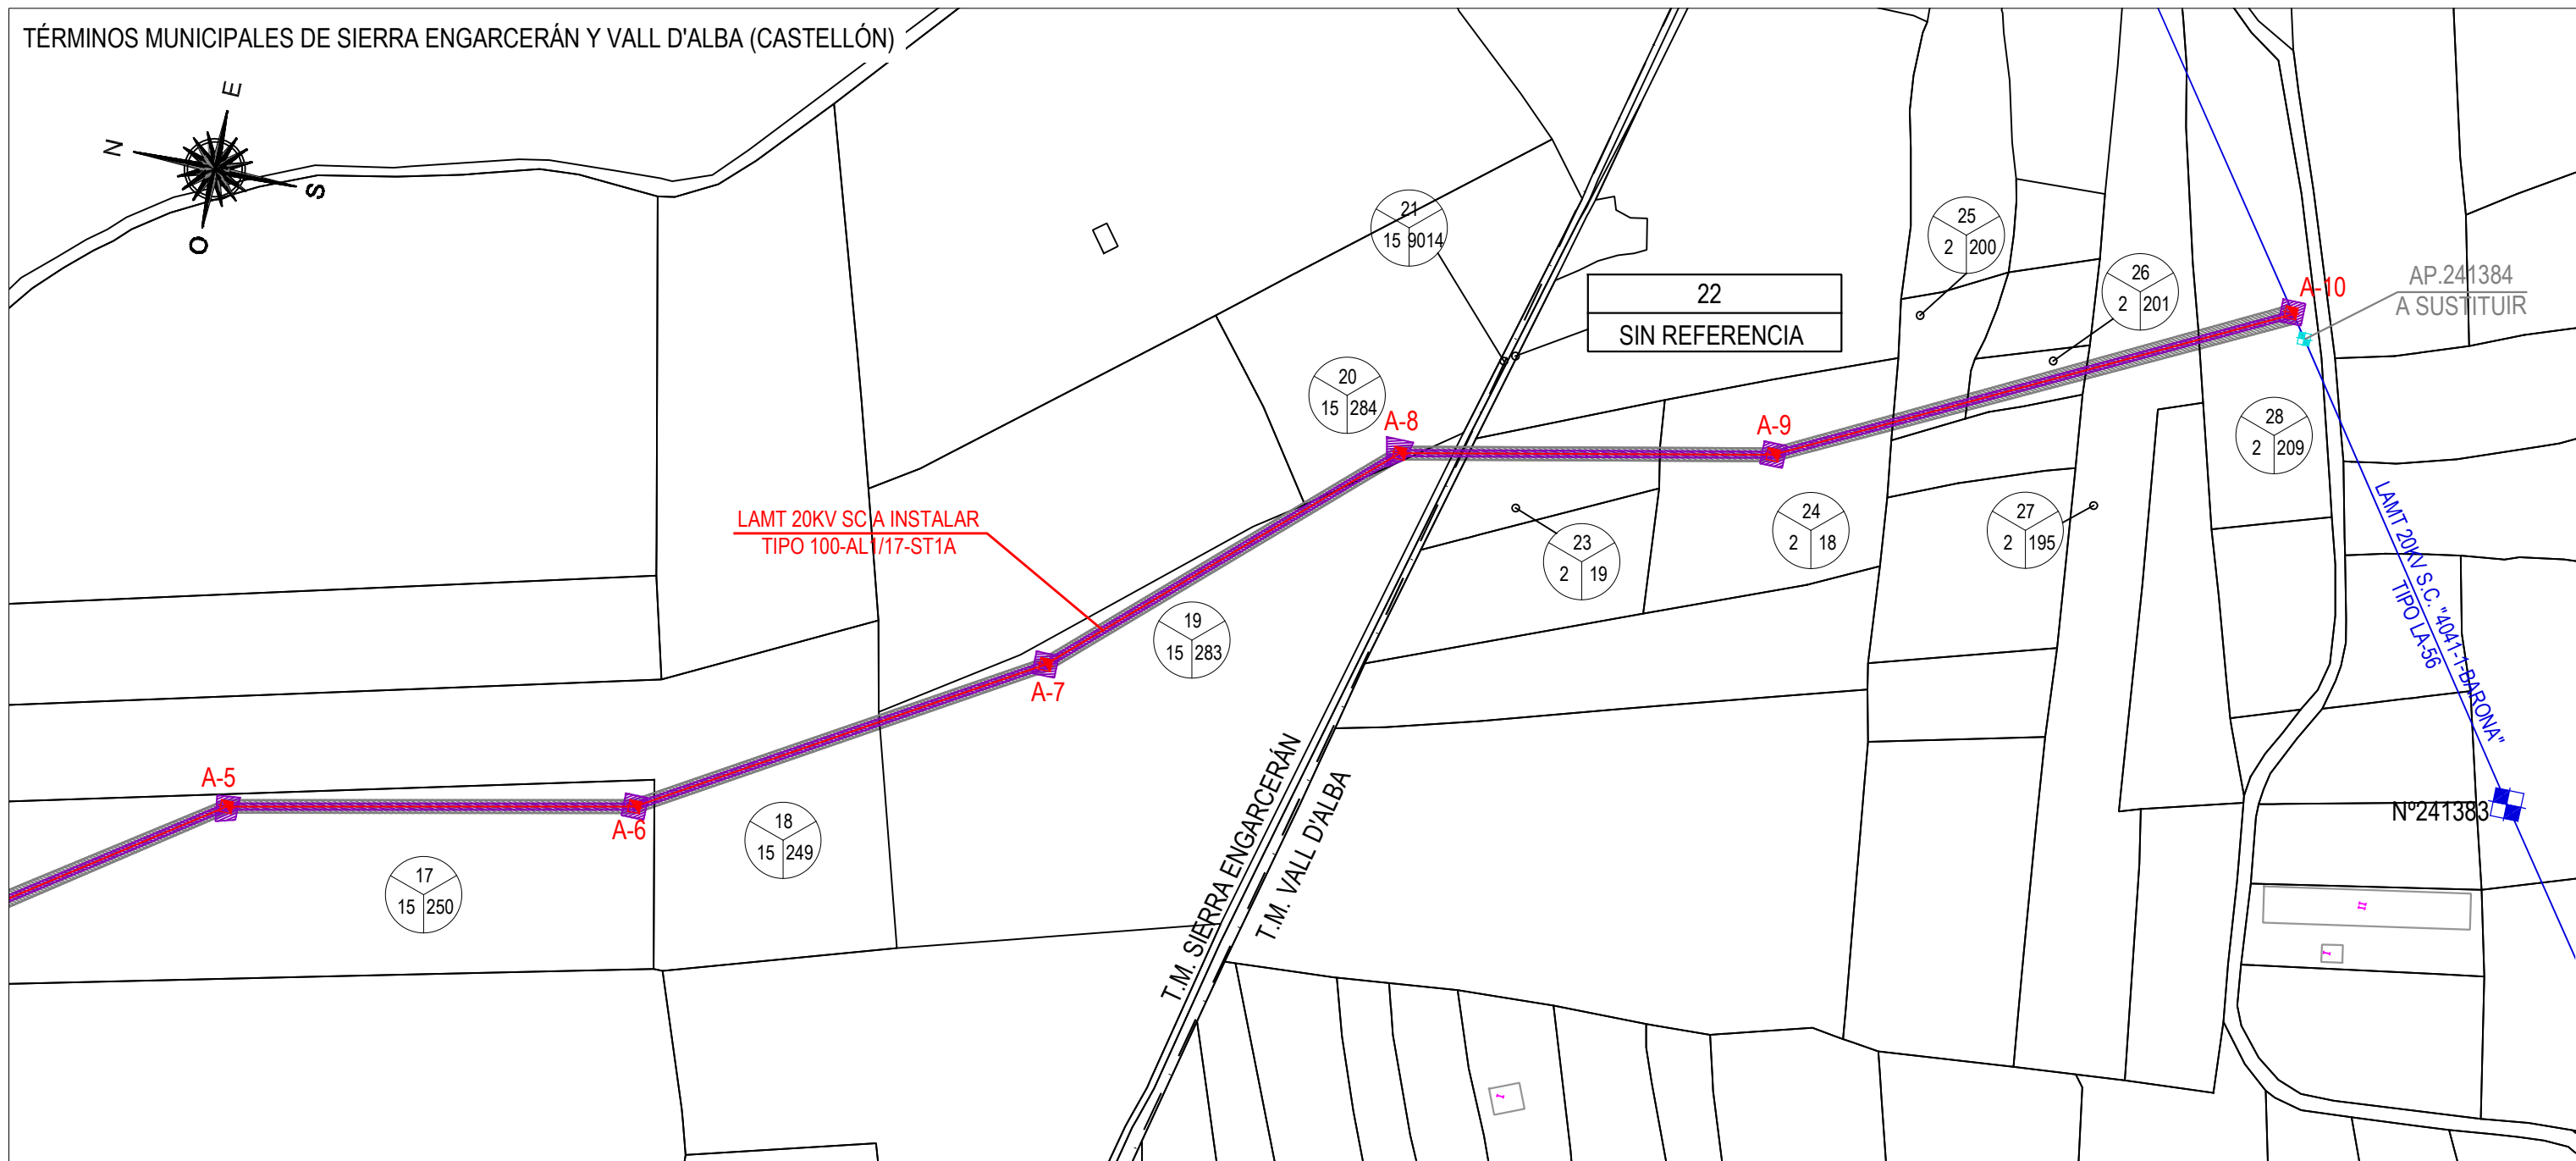 TÉRMINOS MUNICIPALES DE SIERRA ENGARCERÁN Y VALL D'ALBA (CASTELLÓN)
E
N
S
O
21
15 9014
25
2 200
26
2 201
22
SIN REFERENCIA
A-10
AP.241384
A SUSTITUIR
20
15 284
A-8
A-9
28
2 209
LAMT 20KV SC A INSTALAR
TIPO 100-AL1/17-ST1A
23
2 19
24
2 18
27
2 195
LAMT 20KV S.C. "4041-1-BARONA"
TIPO LA-56
19
15 283
A-7
A-5
A-6
18
15 249
17
15 250
T.M. SIERRA ENGARCERÁN
T.M. VALL D'ALBA
Nº241383
II
I
I